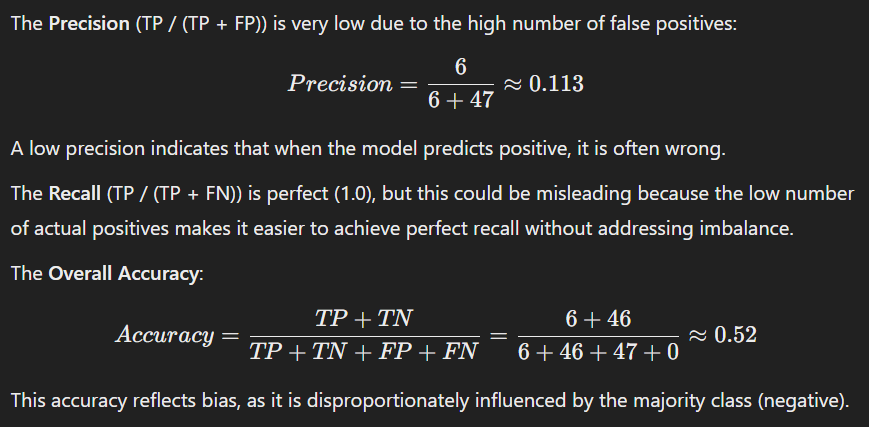 The Precision (TP / (TP + FP)) is very low due to the high number of false positives:
Precision = 6 / 6 + 47 ≈ 0.113
A low precision indicates that when the model predicts positive, it is often wrong.
The Recall (TP / (TP + FN)) is perfect (1.0), but this could be misleading because the low number
of actual positives makes it easier to achieve perfect recall without addressing imbalance.
The Overall Accuracy:
Accuracy = TP + TN / TP + TN + FP + FN = 6 + 46 / 6 + 46 + 47 + 0 ≈ 0.52
This accuracy reflects bias, as it is disproportionately influenced by the majority class (negative).